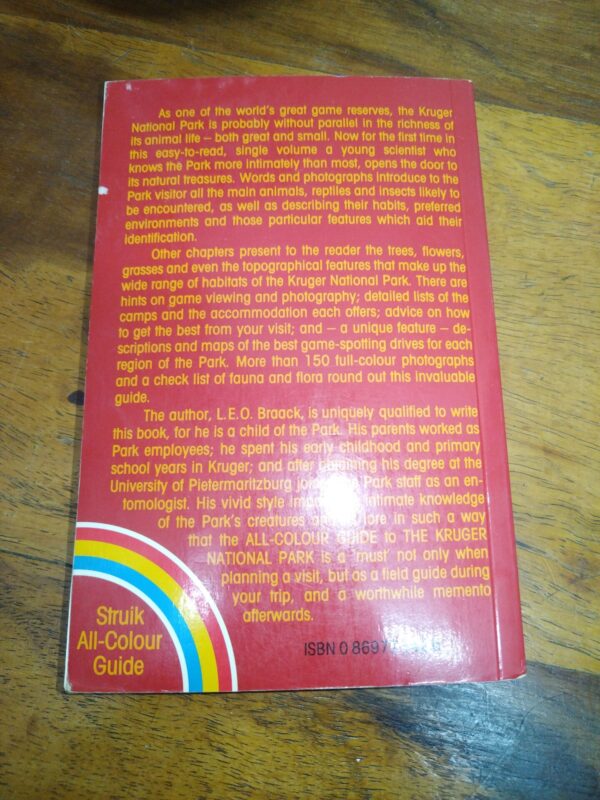 As one of the world's great game reserves, the Kruger
National Park is probably without parallel in the richness of
its animal life – both great and small. Now for the first time in
this easy-to-read, single volume a young scientist who
knows the Park more intimately than most, opens the door to
its natural treasures. Words and photographs introduce to the
Park visitor all the main animals, reptiles and insects likely to
be encountered, as well as describing their habits, preferred
environments and those particular features which aid their
identification.
Other chapters present to the reader the trees, flowers,
grasses and even the topographical features that make up the
wide range of habitats of the Kruger National Park. There are
hints on game viewing and photography; detailed lists of the
camps and the accommodation each offers; advice on how
to get the best from your visit; and – a unique feature – de-
scriptions and maps of the best game-spotting drives for each
region of the Park. More than 150 full-colour photographs
and a check list of fauna and flora round out this invaluable
guide.
The author, L.E.O. Braack, is uniquely qualified to write
this book, for he is a child of the Park. His parents worked as
Park employees; he spent his early childhood and primary
school years in Kruger; and after obtaining his degree at the
University of Pietermaritzburg Park staff as an en-
tomologist. His vivid style intimate knowledge
of the Park's creatures lore in such a way
that the ALL-COLOUR GUIDE to THE KRUGER
NATIONAL PARK is a 'must' not only when
planning a visit, but as a field guide during
your trip, and a worthwhile memento
afterwards.
Struik
All-Colour
Guide
ISBN 0 8697